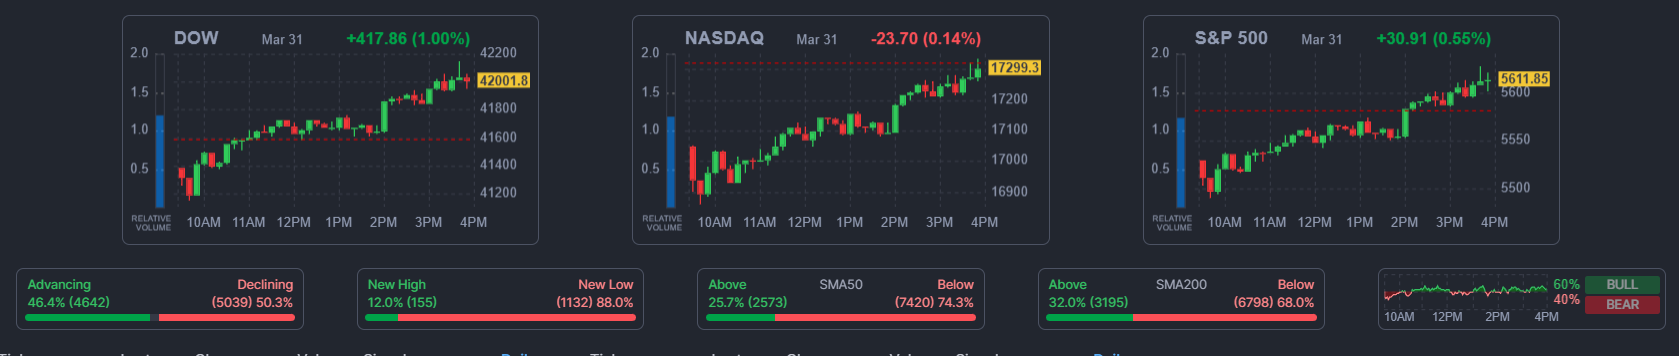 DOW Mar 31 +417.86 (1.00%)
2.0
1.5
1.0
0.5
42200
42001.8
41800
41600
41400
41200
RELATIVE
VOLUME
10AM 11AM 12PM 1PM 2PM 3PM 4PM
NASDAQ Mar 31 -23.70 (0.14%)
2.0
1.5
1.0
0.5
17299.3
17200
17100
17000
16900
RELATIVE
VOLUME
10AM 11AM 12PM 1PM 2PM 3PM 4PM
S&P 500 Mar 31 +30.91 (0.55%)
2.0
1.5
1.0
0.5
5611.85
5600
5550
5500
RELATIVE
VOLUME
10AM 11AM 12PM 1PM 2PM 3PM 4PM
Advancing Declining
46.4% (4642) (5039) 50.3%
New High New Low
12.0% (155) (1132) 88.0%
Above SMA50 Below
25.7% (2573) (7420) 74.3%
Above SMA200 Below
32.0% (3195) (6798) 68.0%
60% BULL
40% BEAR
10AM 12PM 2PM 4PM